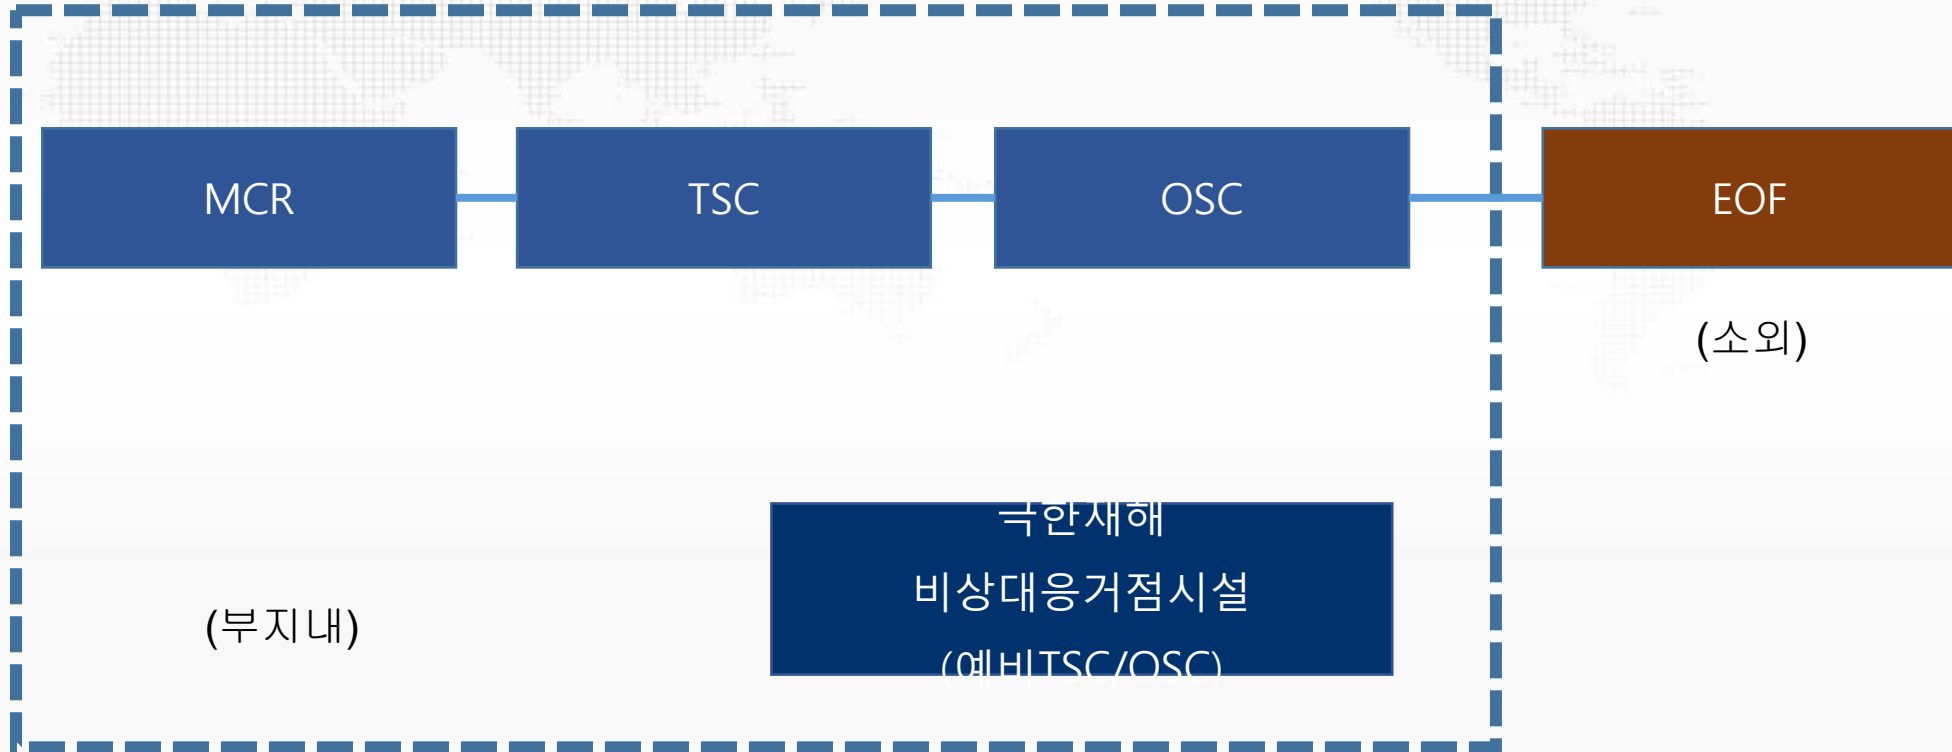 MCR
TSC
OSC
EOF
(소외)
극한재해
비상대응거점시설
(예비TSC/OSC)
(부지내)